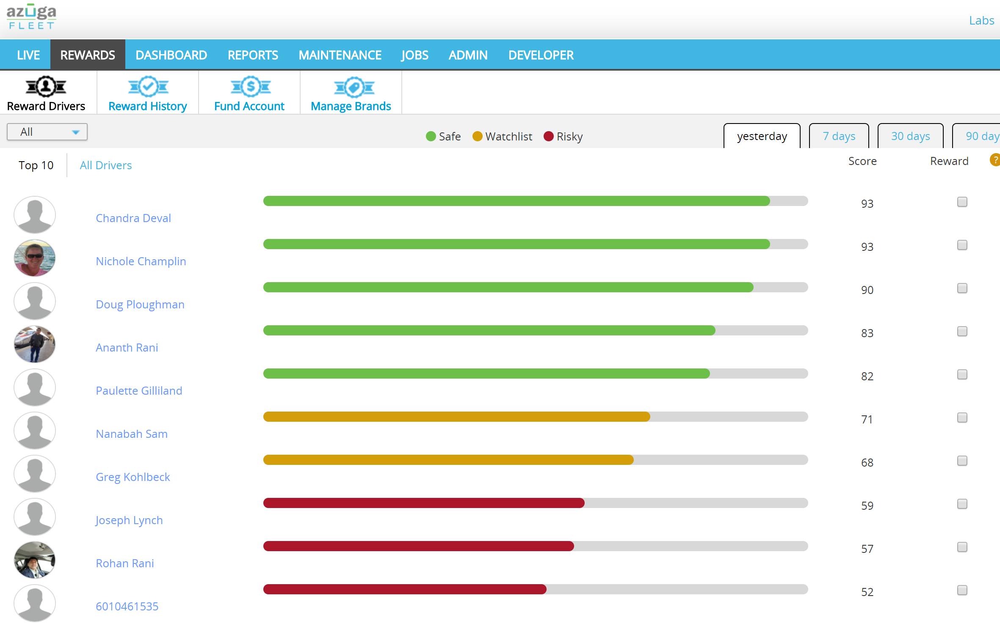 azuga
FLEET
Labs
LIVE REWARDS DASHBOARD REPORTS MAINTENANCE JOBS ADMIN DEVELOPER
Reward Drivers Reward History Fund Account Manage Brands
All Safe Watchlist Risky yesterday 7 days 30 days 90 day
Top 10 All Drivers Score Reward ?
Chandra Deval 93
Nichole Champlin 93
Doug Ploughman 90
Ananth Rani 83
Paulette Gilliland 82
Nanabah Sam 71
Greg Kohlbeck 68
Joseph Lynch 59
Rohan Rani 57
6010461535 52